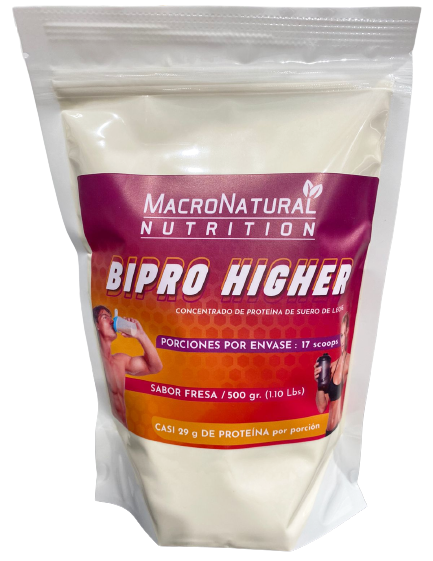 MACRONATURAL
NUTRITION
BIPRO HIGHER
CONCENTRADO DE PROTEÍNA DE SUERO DE LECHE
PORCIONES POR ENVASE : 17 scoops
SABOR FRESA / 500 gr. (1.10 Lbs)
CASI 29 g DE PROTEÍNA por porción